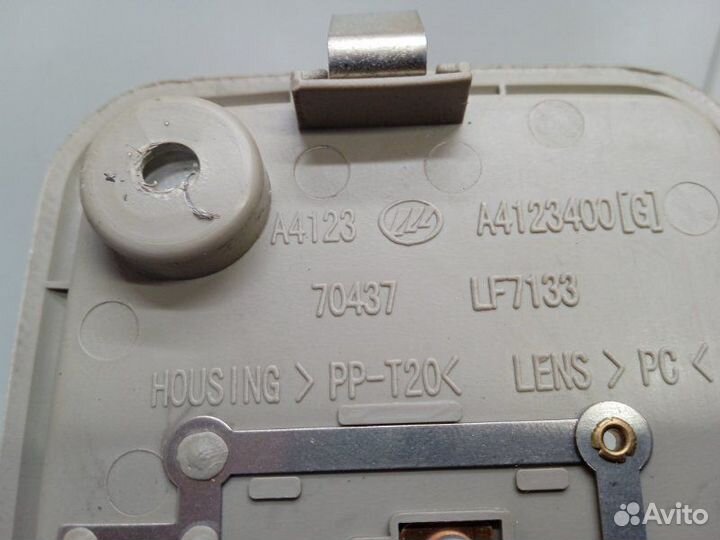 A4123 A4123400[G]
70437 LF7133
HOUSING > PP-T20< LENS > PC <
Avito